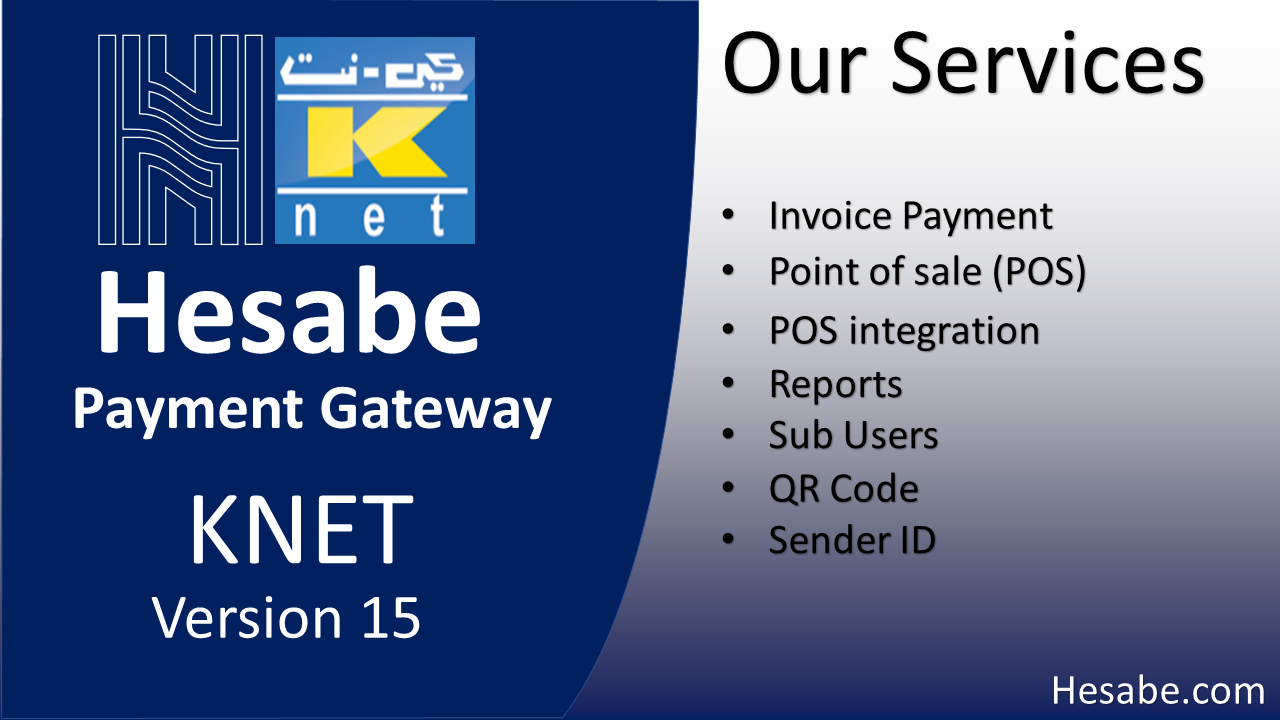 كي-نت
K
net
Hesabe
Payment Gateway
KNET
Version 15
Our Services
• Invoice Payment
• Point of sale (POS)
• POS integration
• Reports
• Sub Users
• QR Code
• Sender ID
Hesabe.com